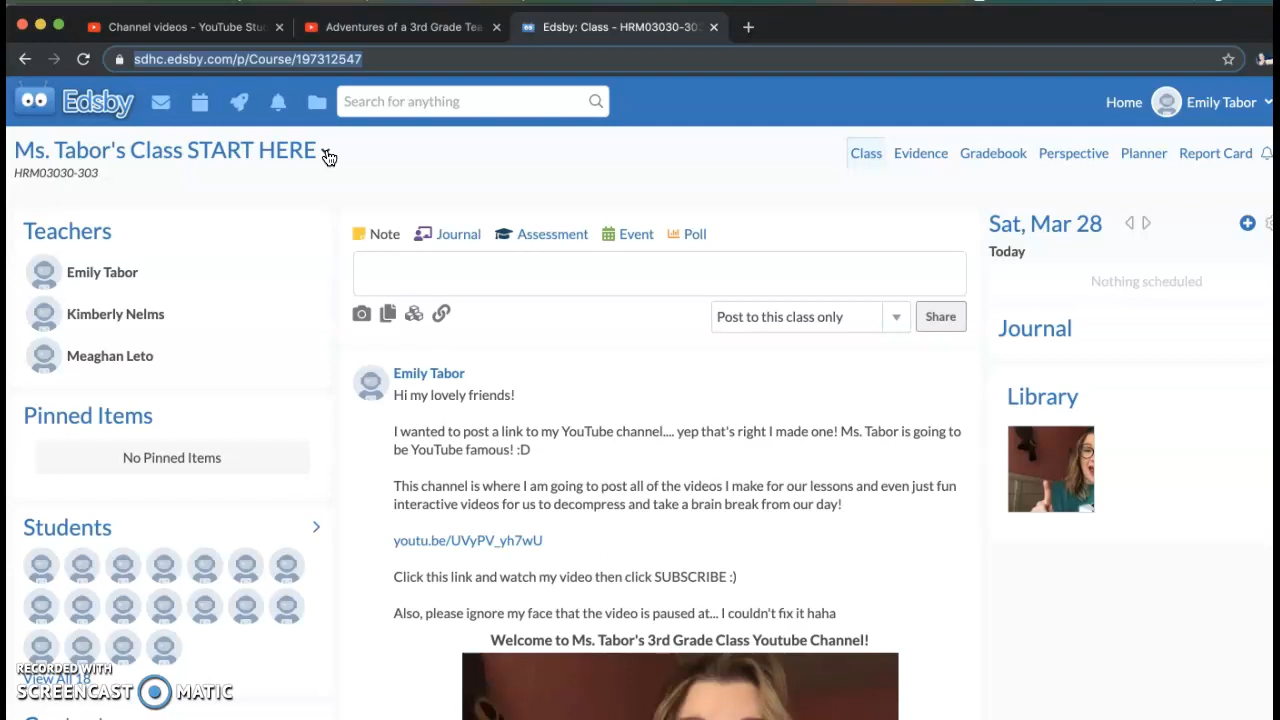 Channel videos - YouTube Stu
Adventures of a 3rd Grade Tea
Edsby: Class - HRM03030-303
sdhc.edsby.com/p/Course/197312547
Edsby
Search for anything
Home
Emily Tabor
Ms. Tabor's Class START HERE
HRM03030-303
Class
Evidence
Gradebook
Perspective
Planner
Report Card
Teachers
Emily Tabor
Kimberly Nelms
Meaghan Leto
Pinned Items
No Pinned Items
Students
View All 18
Note
Journal
Assessment
Event
Poll
Post to this class only
Share
Emily Tabor
Hi my lovely friends!
I wanted to post a link to my YouTube channel.... yep that's right I made one! Ms. Tabor is going to
be YouTube famous! :D
This channel is where I am going to post all of the videos I make for our lessons and even just fun
interactive videos for us to decompress and take a brain break from our day!
youtu.be/UVyPV_yh7wU
Click this link and watch my video then click SUBSCRIBE :)
Also, please ignore my face that the video is paused at... I couldn't fix it haha
Welcome to Ms. Tabor's 3rd Grade Class Youtube Channel!
Sat, Mar 28
Today
Nothing scheduled
Journal
Library
RECORDED WITH
SCREENCAST MATIC